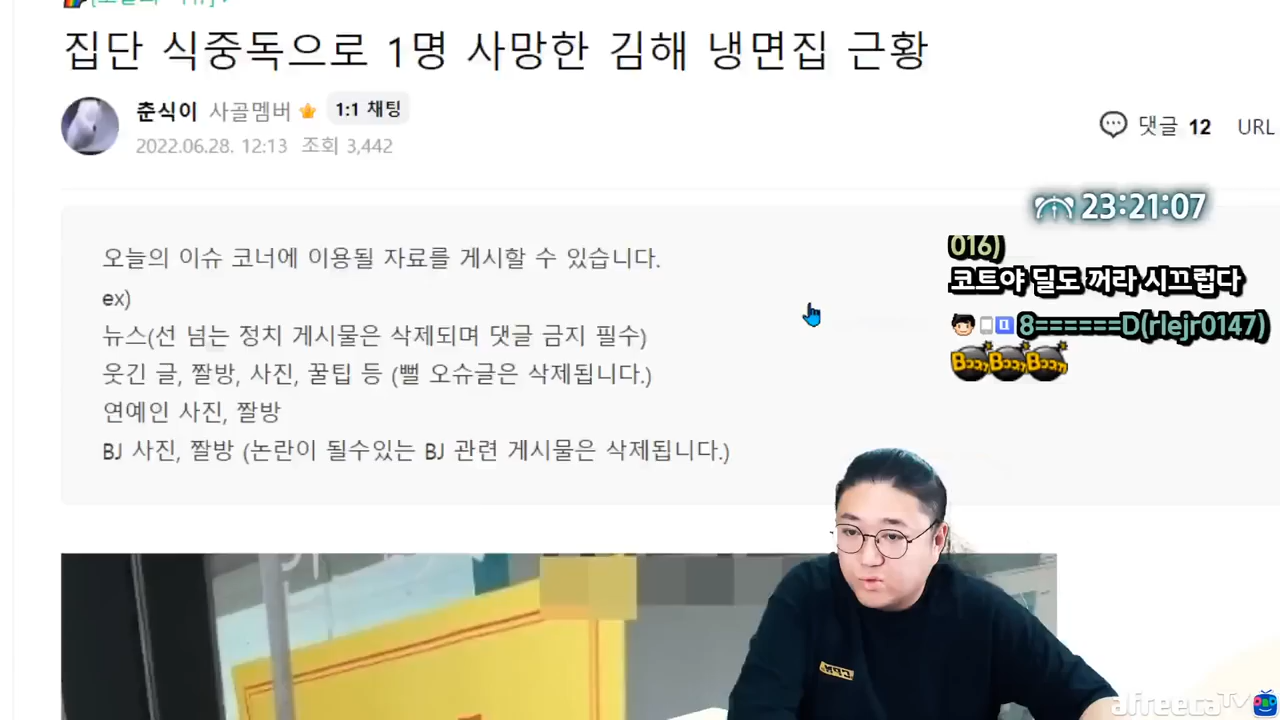 집단 식중독으로 1명 사망한 김해 냉면집 근황
춘식이 사골멤버 1:1 채팅
2022.06.28. 12:13 조회 3,442
댓글 12 URL
오늘의 이슈 코너에 이용될 자료를 게시할 수 있습니다.
ex)
뉴스(선 넘는 정치 게시물은 삭제되며 댓글 금지 필수)
웃긴 글, 짤방, 사진, 꿀팁 등 (뻘 오슈글은 삭제됩니다.)
연예인 사진, 짤방
BJ 사진, 짤방 (논란이 될수있는 BJ 관련 게시물은 삭제됩니다.)
23:21:07
016)
코트야 딜도 꺼라 시끄럽다
8======D(rlejr0147)
afreecaTV